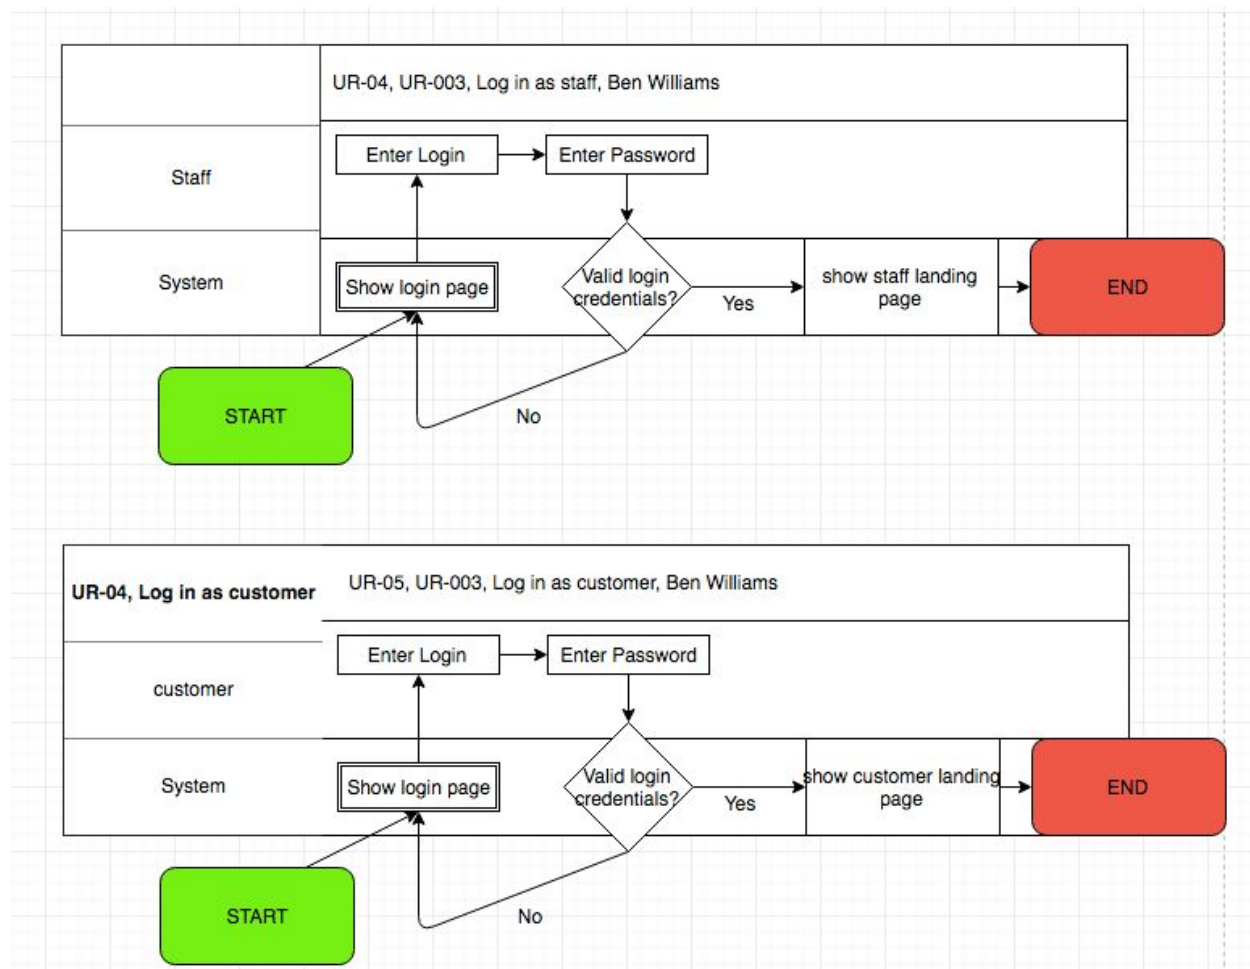 UR-04, UR-003, Log in as staff, Ben Williams
Staff
Enter Login
Enter Password
System
Show login page
Valid login
credentials?
Yes
show staff landing
page
END
START
No
UR-04, Log in as customer
UR-05, UR-003, Log in as customer, Ben Williams
customer
Enter Login
Enter Password
System
Show login page
Valid login
credentials?
Yes
show customer landing
page
END
START
No